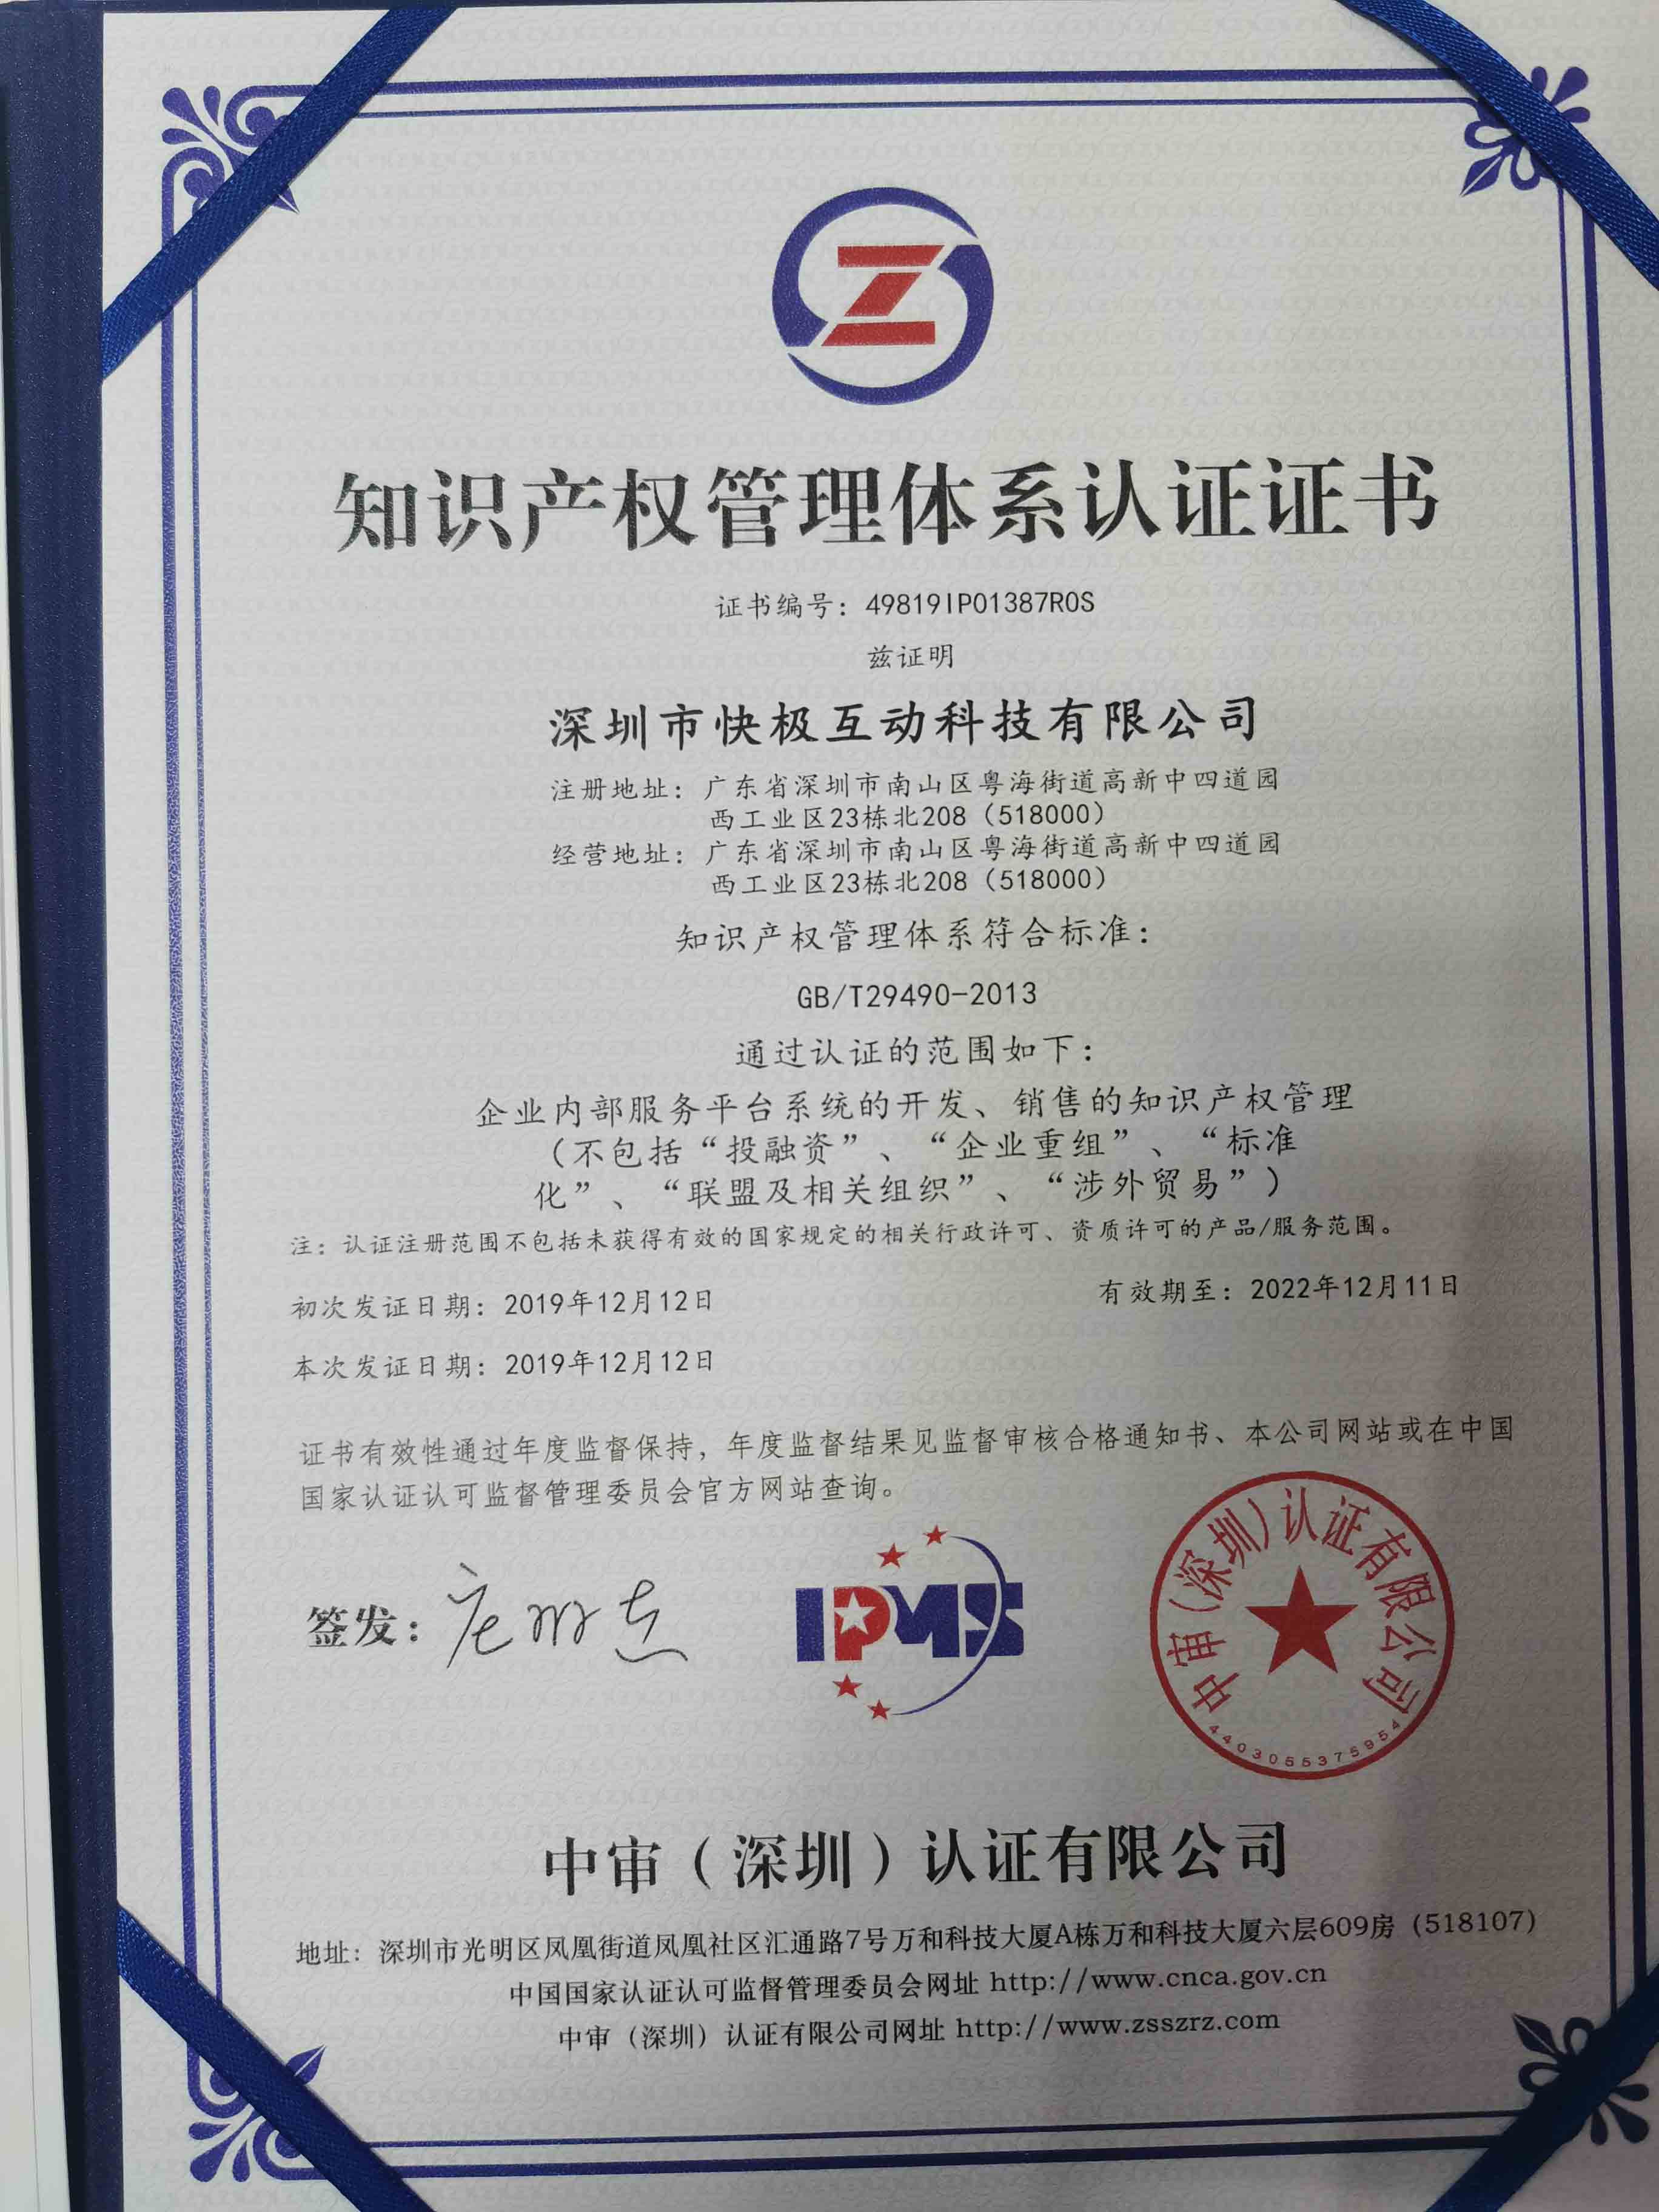 Z
知识产权管理体系认证证书
证书编号：49819IP01387R0S
兹证明
深圳市快极互动科技有限公司
注册地址：广东省深圳市南山区粤海街道高新中四道园
西工业区23栋北208（518000）
经营地址：广东省深圳市南山区粤海街道高新中四道园
西工业区23栋北208（518000）
知识产权管理体系符合标准：
GB/T29490-2013
通过认证的范围如下：
企业内部服务平台系统的开发、销售的知识产权管理
（不包括“投融资”、“企业重组”、“标准
化”、“联盟及相关组织”、“涉外贸易”）
注：认证注册范围不包括未获得有效的国家规定的相关行政许可、资质许可的产品/服务范围。
初次发证日期：2019年12月12日
有效期至：2022年12月11日
本次发证日期：2019年12月12日
证书有效性通过年度监督保持，年度监督结果见监督审核合格通知书、本公司网站或在中国
国家认证认可监督管理委员会官方网站查询。
签发：
IPMS
中审（深圳）认证有限公司
4403055375954
中审（深圳）认证有限公司
地址：深圳市光明区凤凰街道凤凰社区汇通路7号万和科技大厦A栋万和科技大厦六层609房（518107）
中国国家认证认可监督管理委员会网址 http://www.cnca.gov.cn
中审（深圳）认证有限公司网址 http://www.zsszrz.com